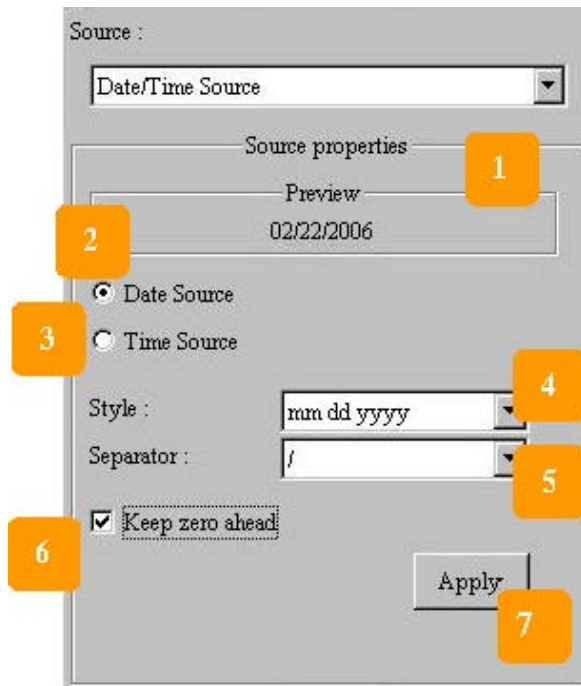 Source :
Date/Time Source
Source properties
1
Preview
02/22/2006
2
Date Source
3
Time Source
4
Style :
mm dd yyyy
Separator :
/
5
Keep zero ahead
6
Apply
7